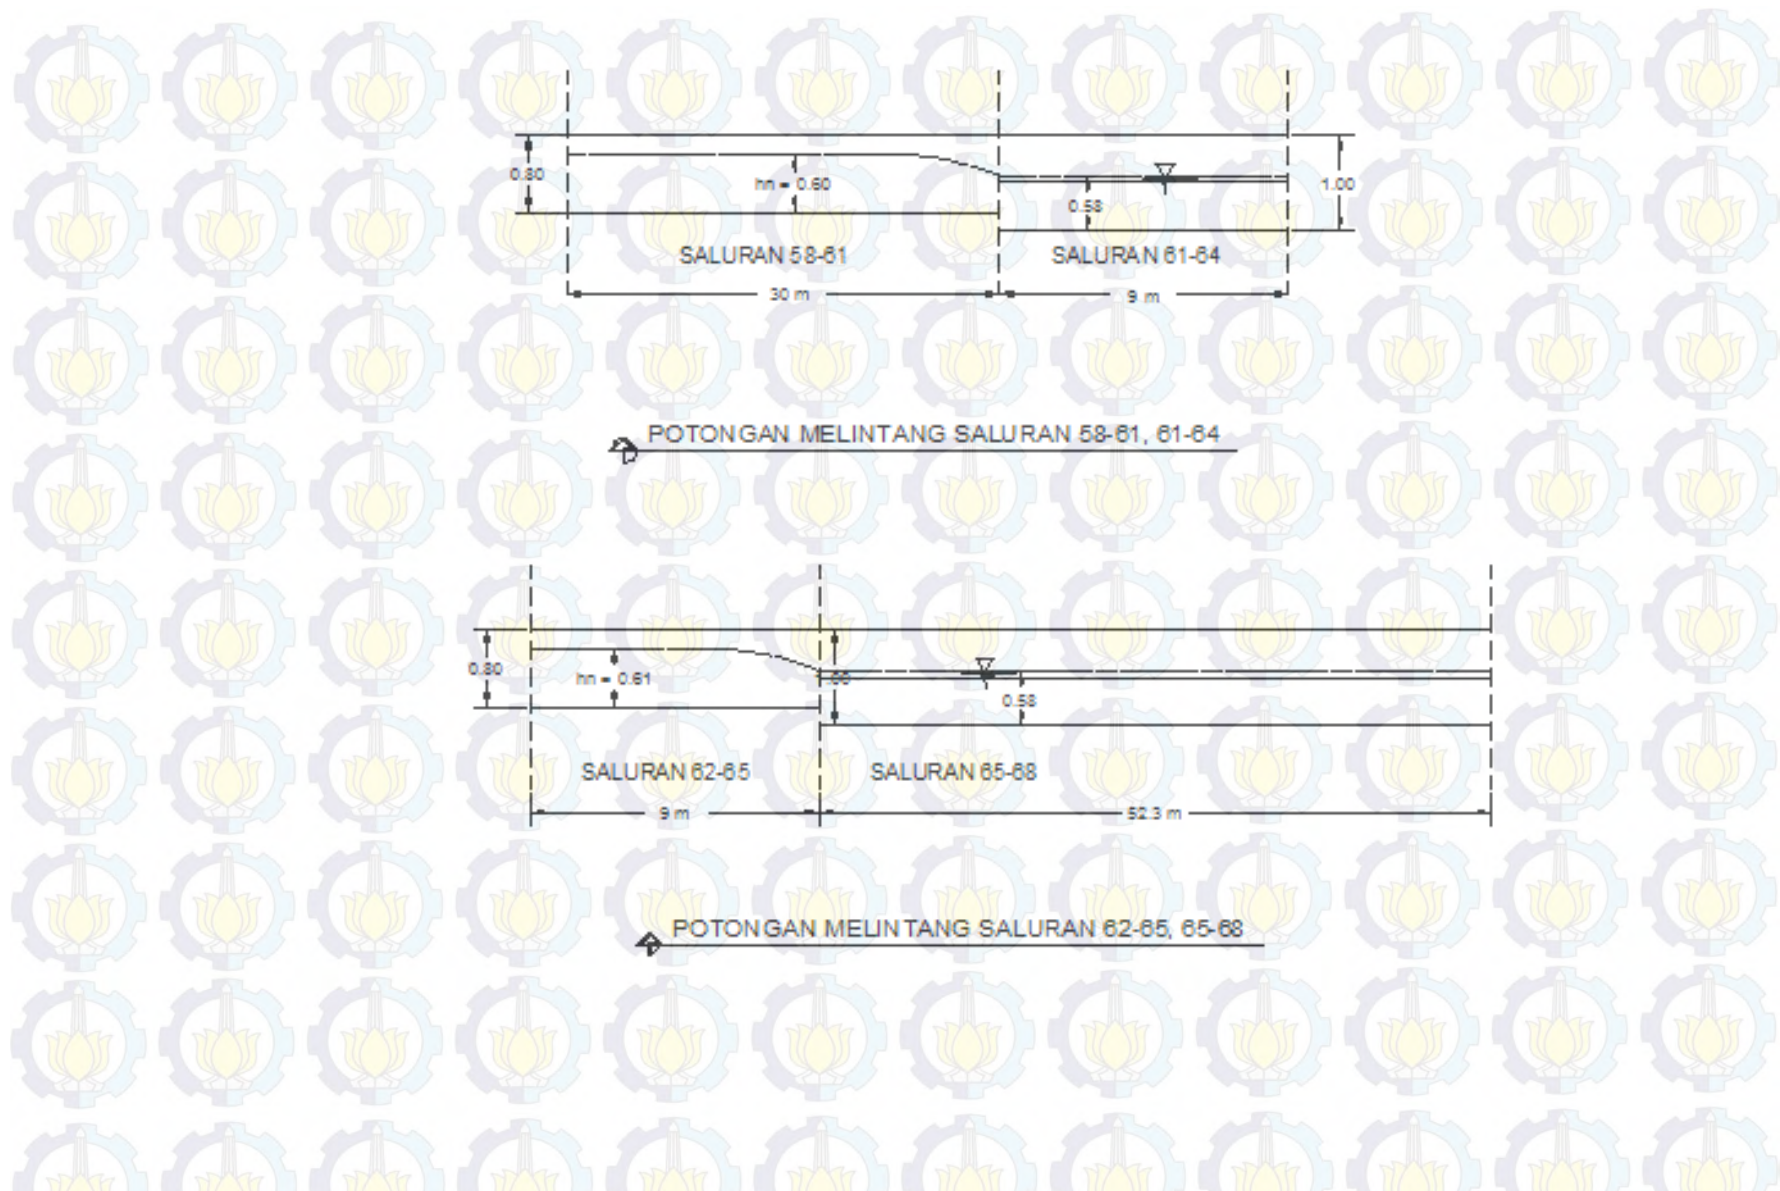 0.80
hn = 0.60
0.58
1.00
SALURAN 58-61
SALURAN 61-64
30 m
9 m
POTONGAN MELINTANG SALURAN 58-61, 61-64
0.80
hn = 0.61
0.58
SALURAN 62-65
SALURAN 65-68
9 m
52.3 m
POTONGAN MELINTANG SALURAN 62-65, 65-68